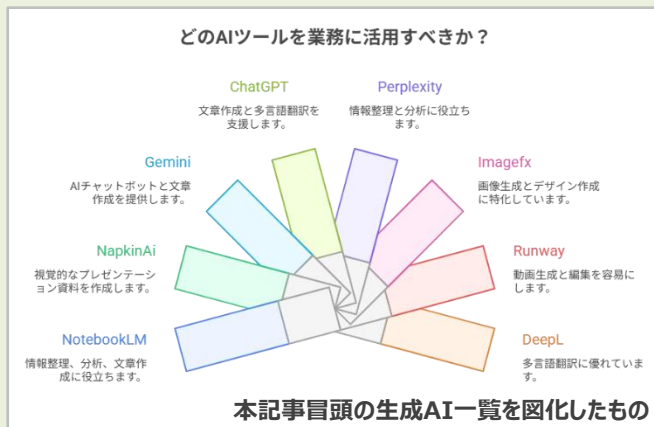 どのAIツールを業務に活用すべきか？
ChatGPT
文章作成と多言語翻訳を
支援します。
Perplexity
情報整理と分析に役立ち
ます。
Gemini
AIチャットボットと文章
作成を提供します。
Imagefx
画像生成とデザイン作成
に特化しています。
NapkinAi
視覚的なプレゼンテーシ
ョン資料を作成します。
Runway
動画生成と編集を容易に
します。
NotebookLM
情報整理、分析、文章作
成に役立ちます。
DeepL
多言語翻訳に優れていま
す。
本記事冒頭の生成AI一覧を図化したもの